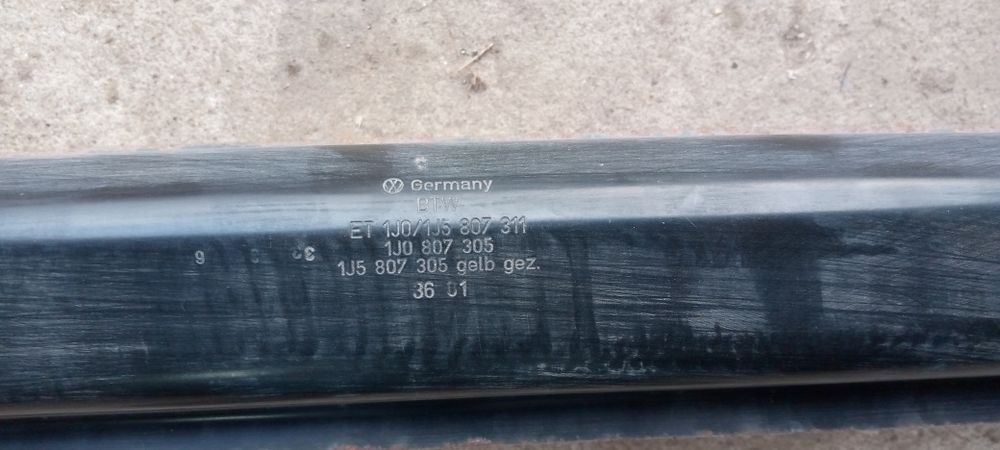 Germany
BTW
ET 1J0/1J5 807 311
1J0 807 305
1J5 807 305 gelb gez.
36 01